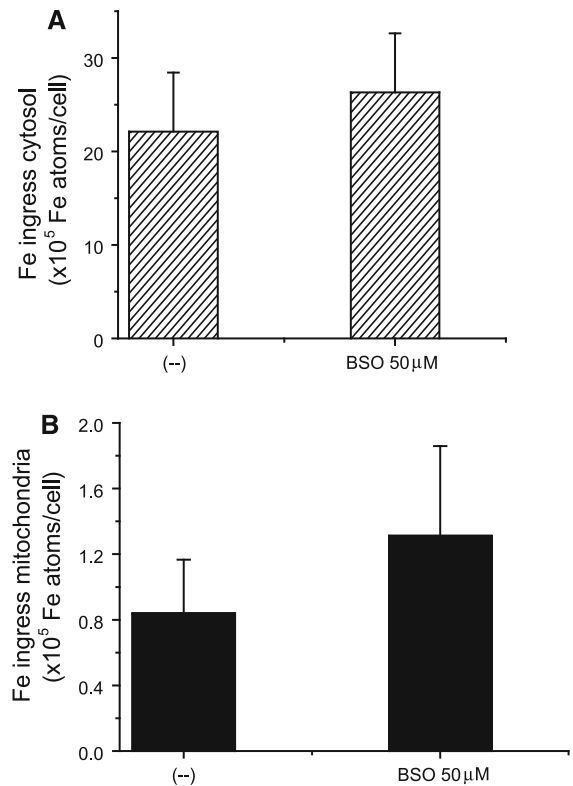 A
Fe ingress cytosol
(x10⁵ Fe atoms/cell)
30
20
10
0
(--)
BSO 50μM
B
Fe ingress mitochondria
(x10⁵ Fe atoms/cell)
2.0
1.6
1.2
0.8
0.4
0.0
(--)
BSO 50μM